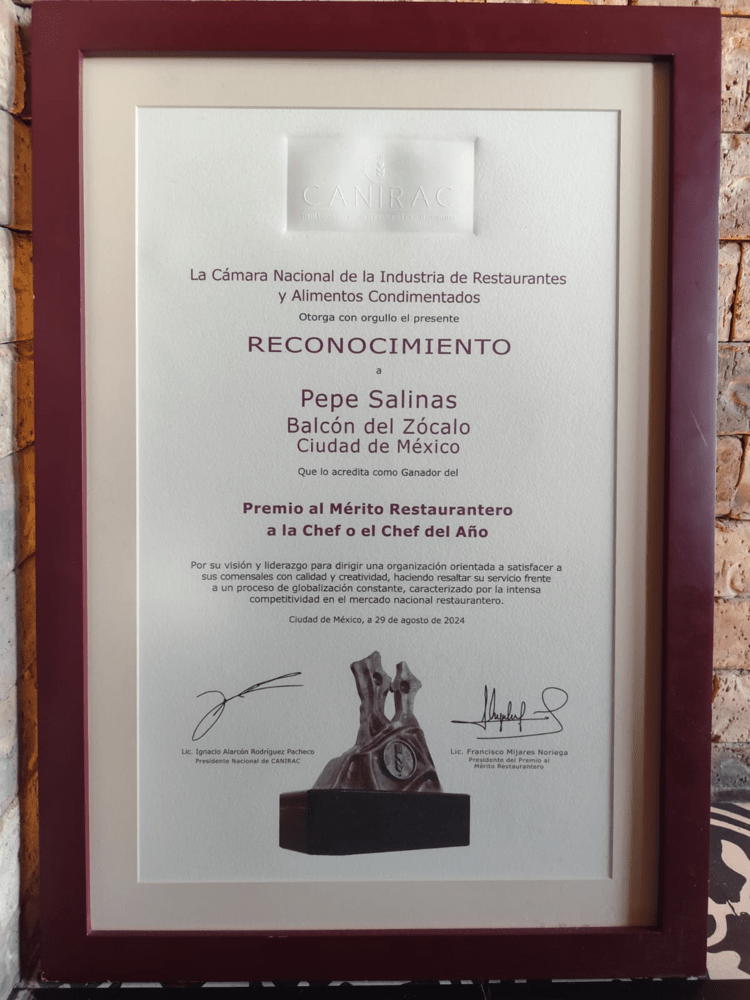 CANIRAC
La Cámara Nacional de la Industria de Restaurantes
y Alimentos Condimentados
Otorga con orgullo el presente
RECONOCIMIENTO
a
Pepe Salinas
Balcón del Zócalo
Ciudad de México
Que lo acredita como Ganador del
Premio al Mérito Restaurantero
a la Chef o el Chef del Año
Por su visión y liderazgo para dirigir una organización orientada a satisfacer a
sus comensales con calidad y creatividad, haciendo resaltar su servicio frente
a un proceso de globalización constante, caracterizado por la intensa
competitividad en el mercado nacional restaurantero.
Ciudad de México, a 29 de agosto de 2024
Lic. Ignacio Alarcón Rodríguez Pacheco
Presidente Nacional de CANIRAC
Lic. Francisco Mijares Noriega
Presidente del Premio al
Mérito Restaurantero